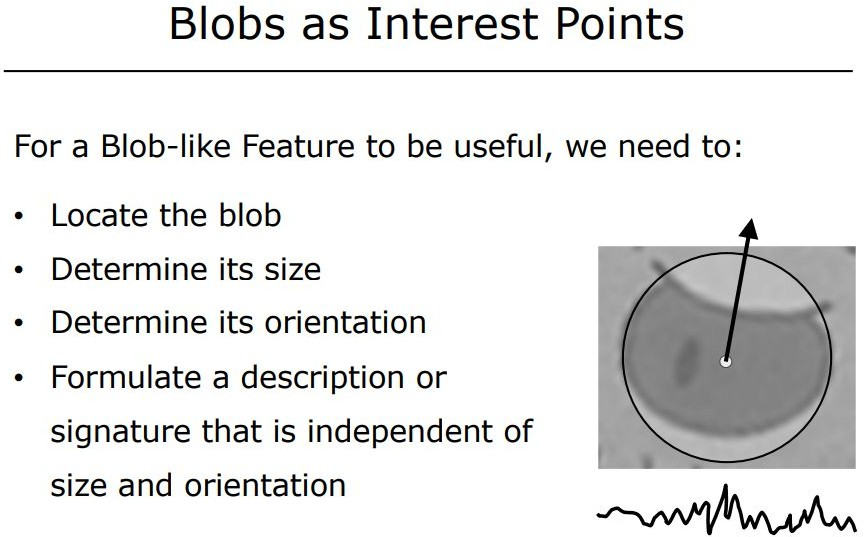 Blobs as Interest Points
For a Blob-like Feature to be useful, we need to:
• Locate the blob
• Determine its size
• Determine its orientation
• Formulate a description or
signature that is independent of
size and orientation